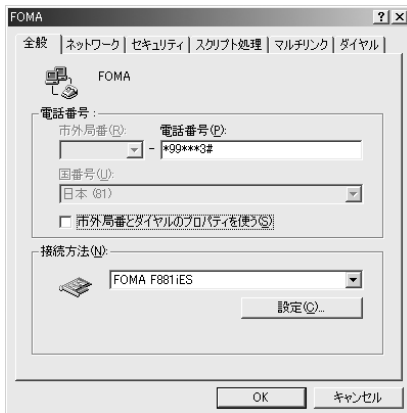 FOMA
全般 ネットワーク セキュリティ スクリプト処理 マルチリンク ダイヤル
FOMA
電話番号:
市外局番(R): 電話番号(P):
- *99***3#
国番号(U):
日本 (81)
市外局番とダイヤルのプロパティを使う(S)
接続方法(N):
FOMA F881iES
設定(C)...
OK キャンセル